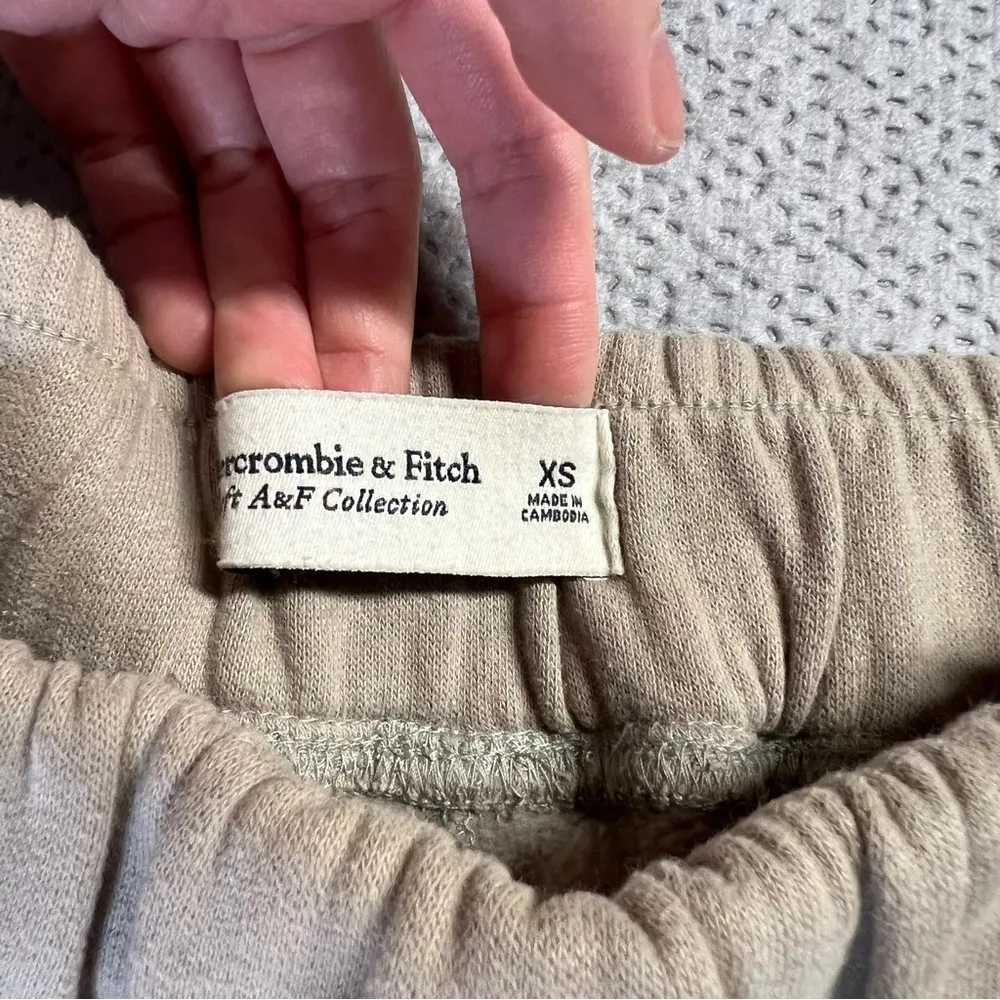 ercrombie & Fitch
ft A&F Collection
XS
MADE IN
CAMBODIA